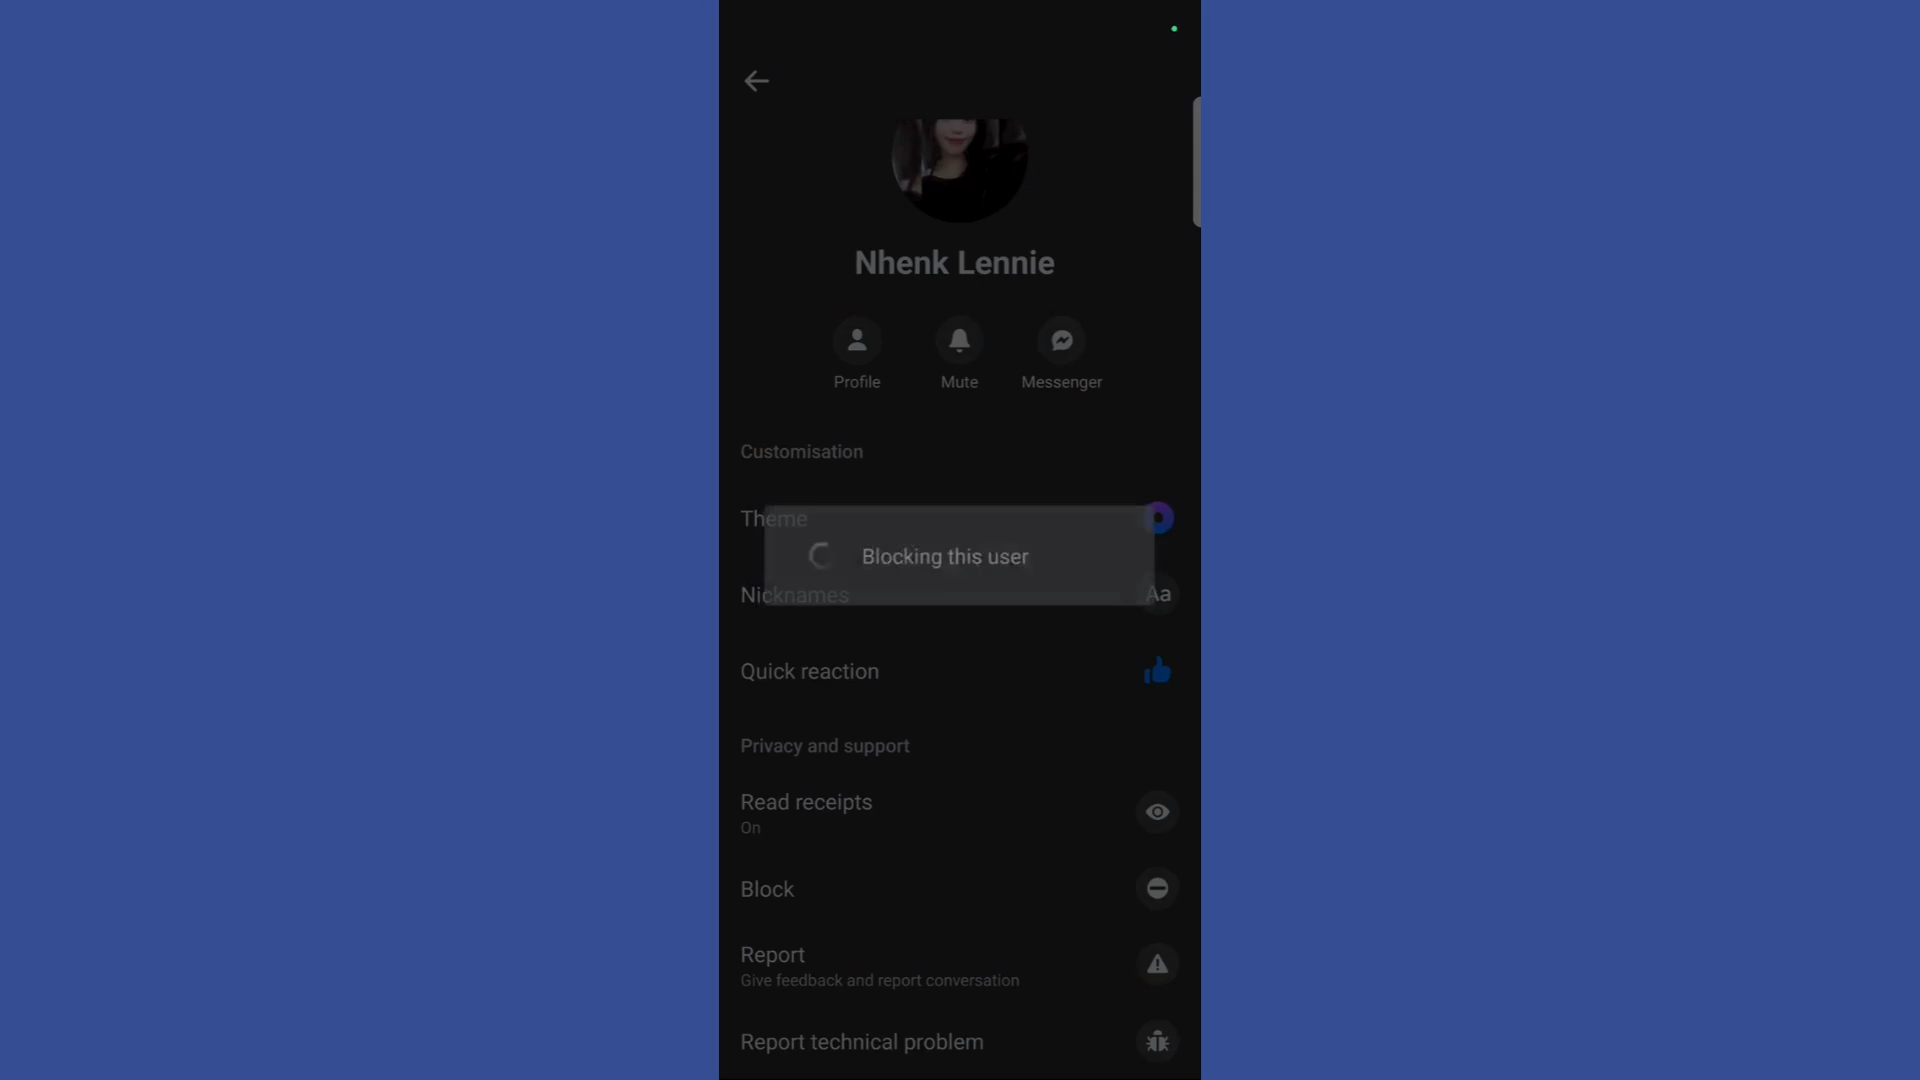 Nhenk Lennie
Profile
Mute
Messenger
Customisation
Theme
Blocking this user
Nicknames
Aa
Quick reaction
Privacy and support
Read receipts
On
Block
Report
Give feedback and report conversation
Report technical problem